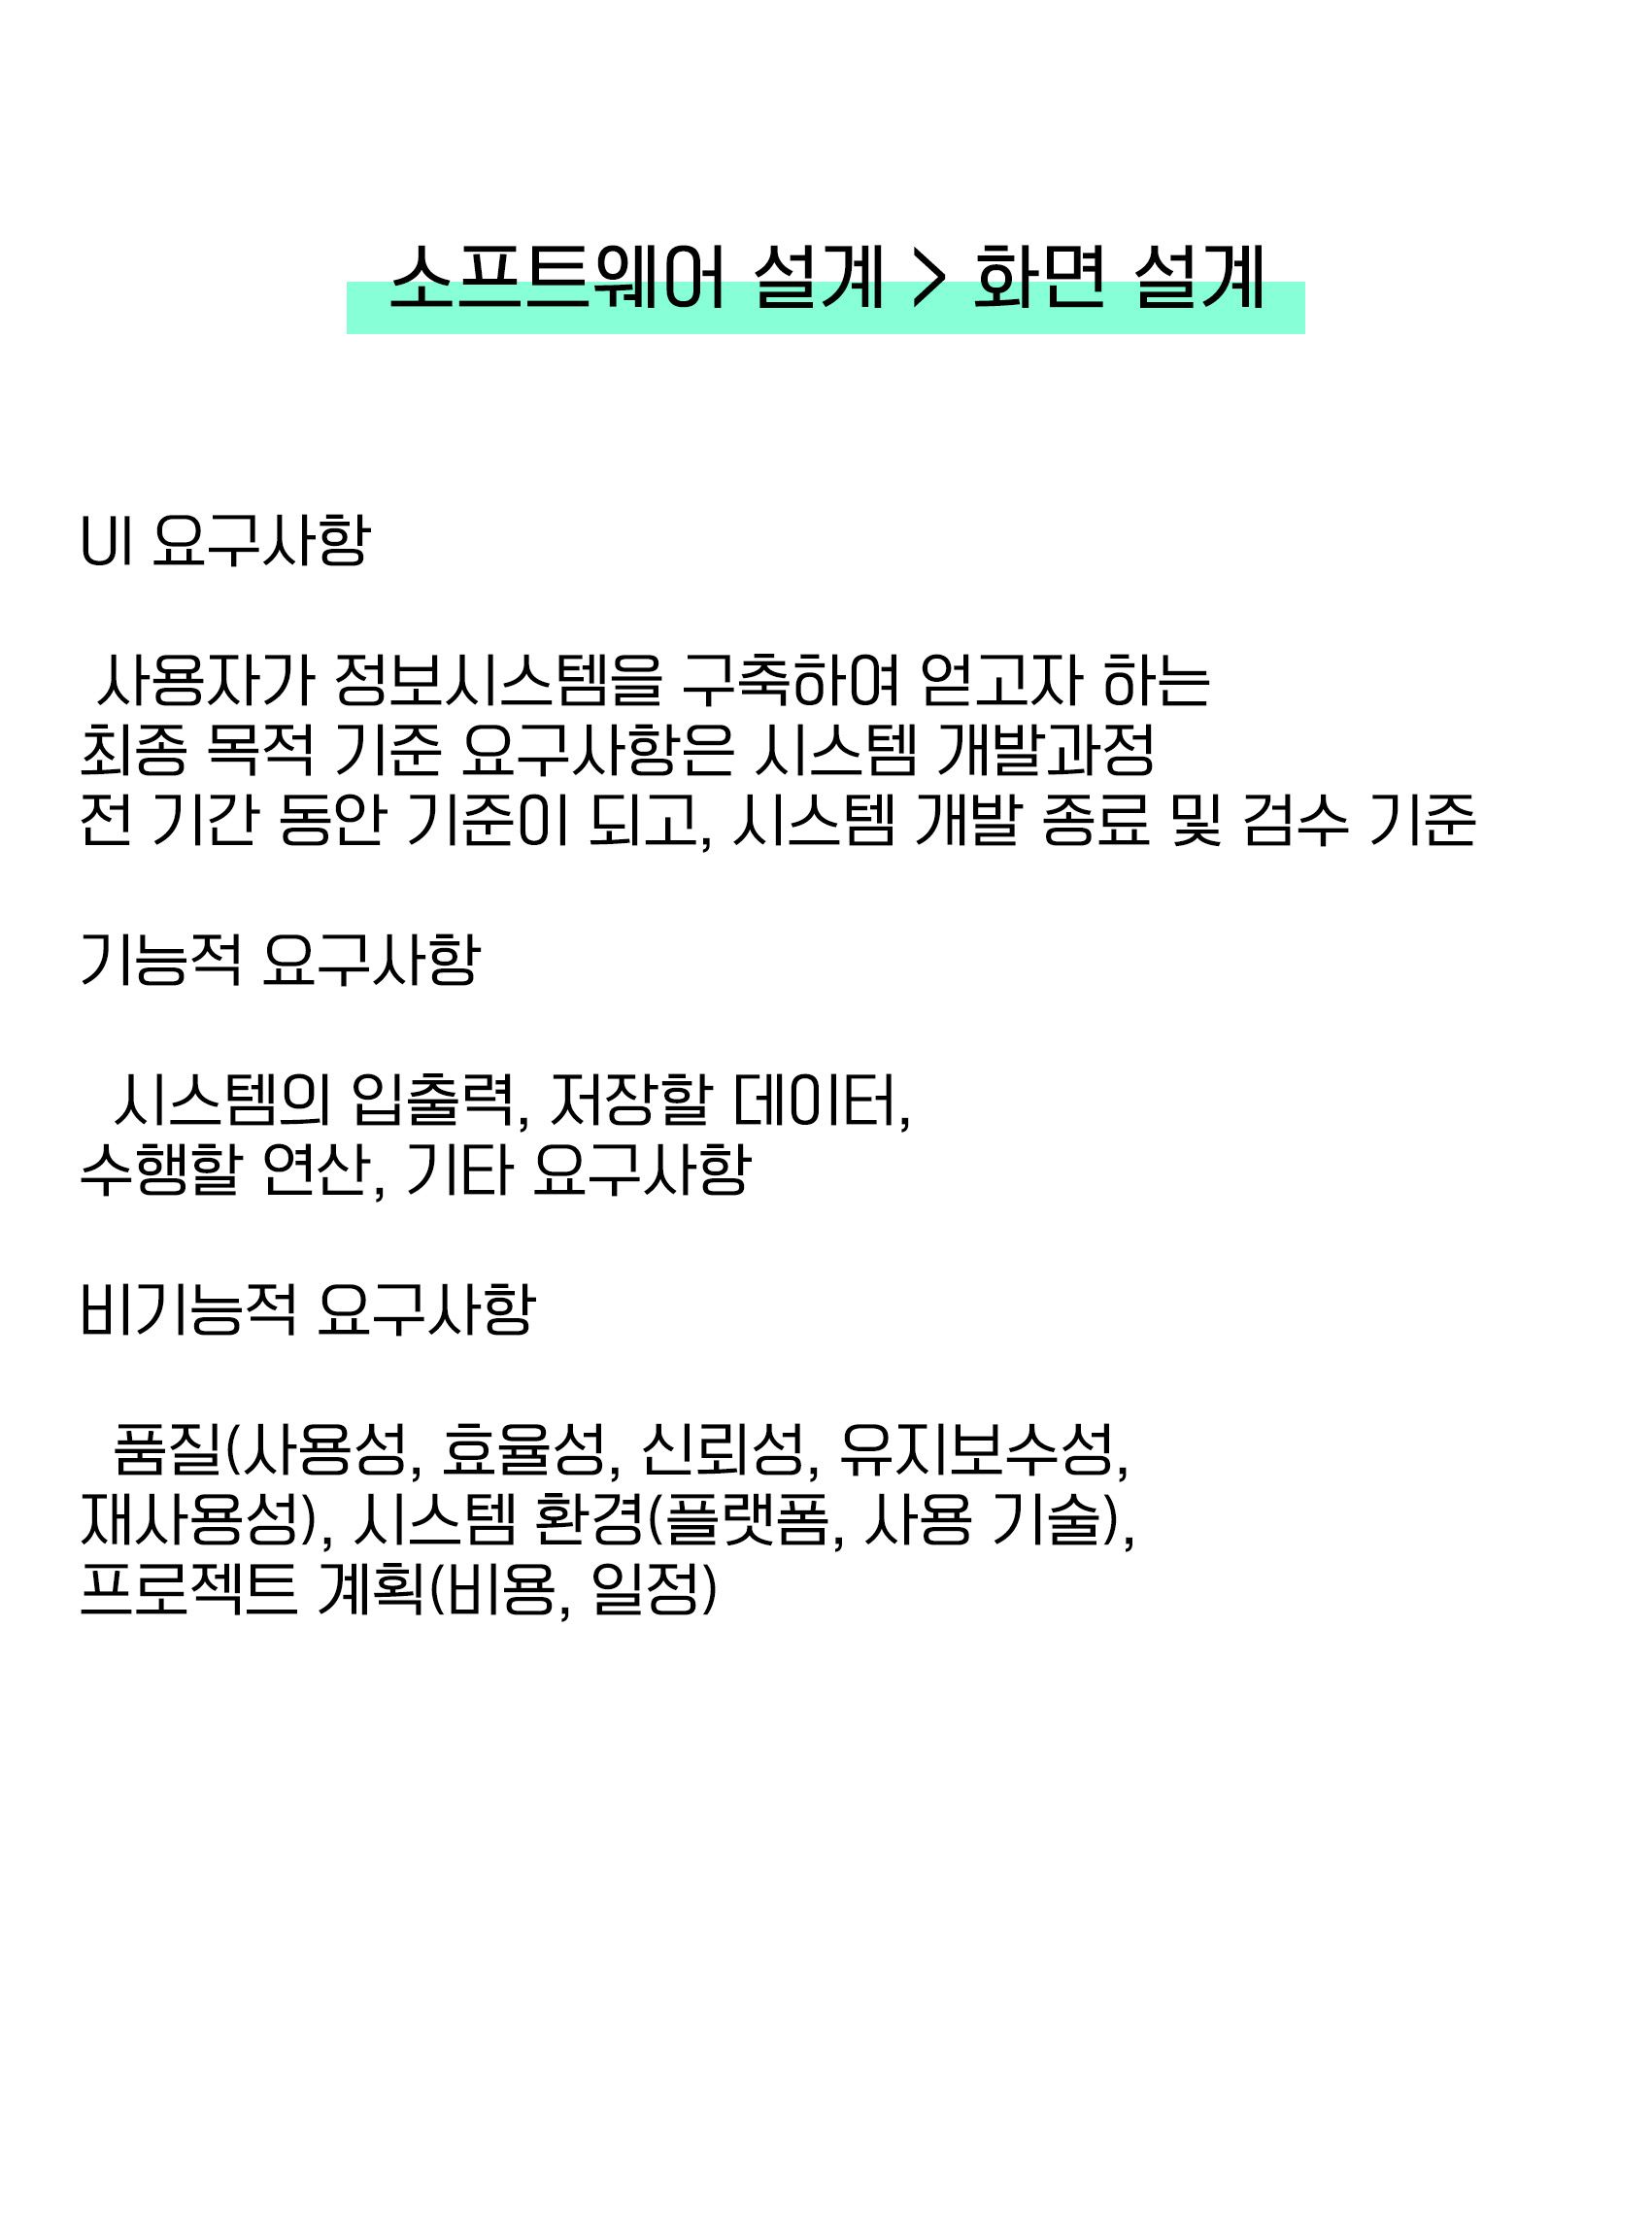 소프트웨어 설계 > 화면 설계
UI 요구사항
사용자가 정보시스템을 구축하여 얻고자 하는
최종 목적 기준 요구사항은 시스템 개발과정
전 기간 동안 기준이 되고, 시스템 개발 종료 및 검수 기준
기능적 요구사항
시스템의 입출력, 저장할 데이터,
수행할 연산, 기타 요구사항
비기능적 요구사항
품질(사용성, 효율성, 신뢰성, 유지보수성,
재사용성), 시스템 환경(플랫폼, 사용 기술),
프로젝트 계획(비용, 일정)